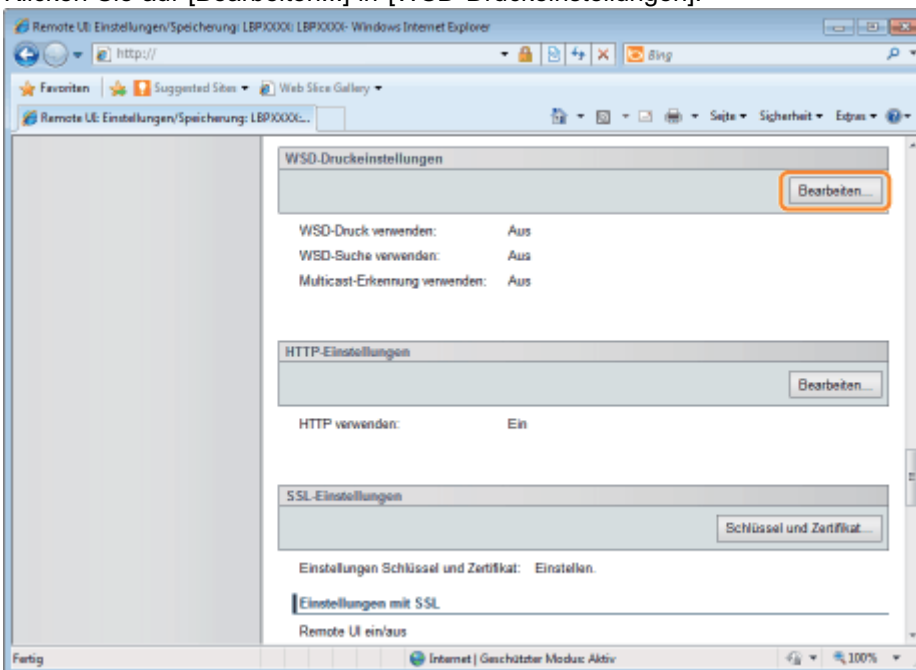 Klicken Sie auf [Bearbeiten...] in [WSD-Druckeinstellungen].
Remote UI: Einstellungen/Speicherung: LBPXXXX: LBPXXXX- Windows Internet Explorer
http://
Bing
Favoriten Suggested Sites Web Slice Gallery
Remote UI: Einstellungen/Speicherung: LBPXXXX:... Seite Sicherheit Extras
WSD-Druckeinstellungen
Bearbeiten...
WSD-Druck verwenden: Aus
WSD-Suche verwenden: Aus
Multicast-Erkennung verwenden: Aus
HTTP-Einstellungen
Bearbeiten...
HTTP verwenden: Ein
SSL-Einstellungen
Schlüssel und Zertifikat...
Einstellungen Schlüssel und Zertifikat: Einstellen.
Einstellungen mit SSL
Remote UI ein/aus
Fertig Internet | Geschützter Modus: Aktiv 100%